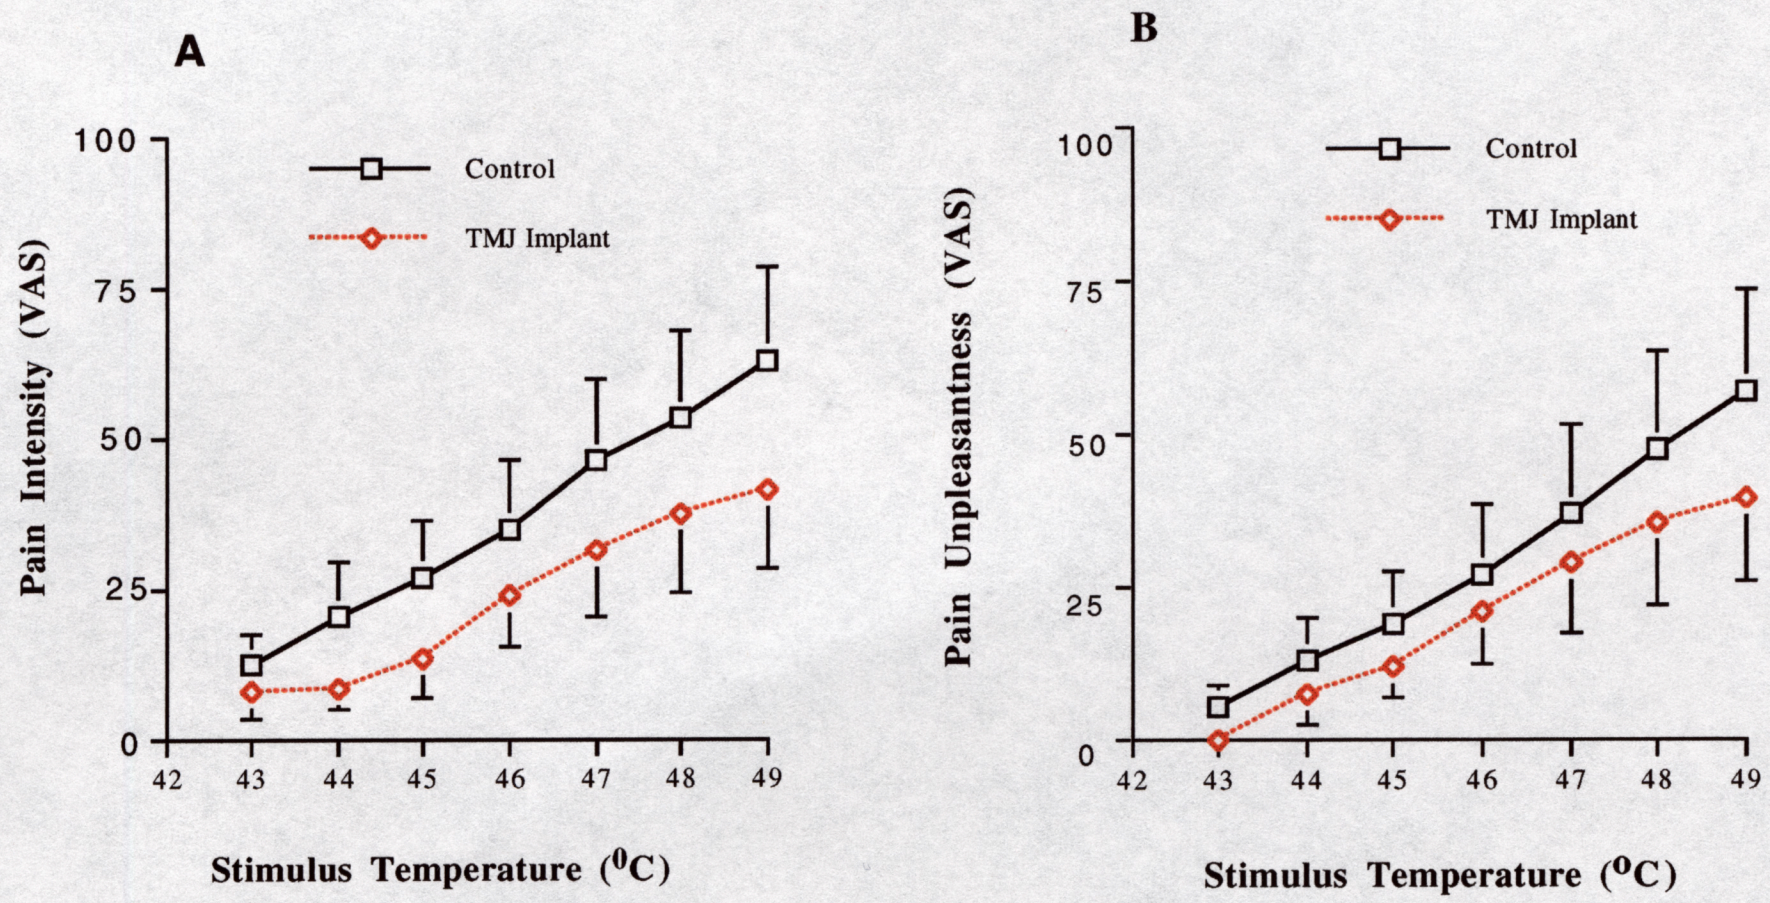 A
100
75
50
25
0
Pain Intensity (VAS)
Control
TMJ Implant
42 43 44 45 46 47 48 49
Stimulus Temperature (⁰C)
B
100
75
50
25
0
Pain Unpleasantness (VAS)
Control
TMJ Implant
42 43 44 45 46 47 48 49
Stimulus Temperature (ᴼC)